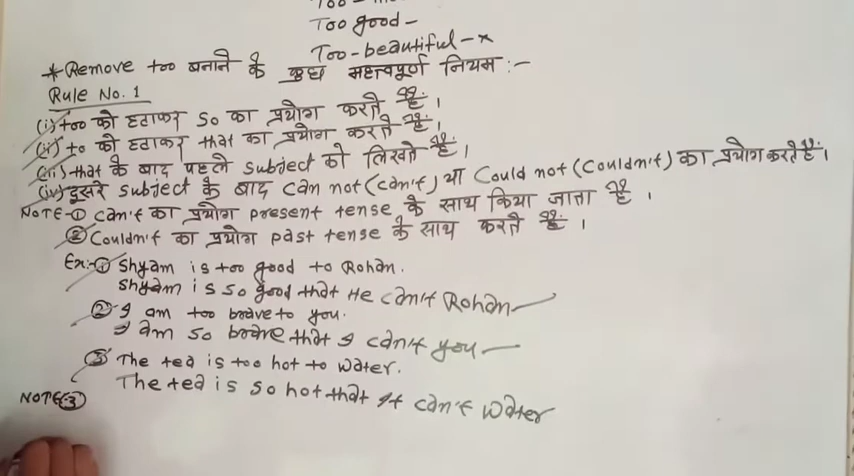 Too good-
Too-beautiful-x
*Remove too बनाने के कुछ महत्त्वपूर्ण नियम:-
Rule No. 1
(i) too को हटाकर so का प्रयोग करते हैं।
(ii) to को हटाकर that का प्रयोग करते हैं।
(iii) that के बाद पहले subject को लिखते हैं।
(iv) दूसरे subject के बाद can not (can't) या Could not (Couldn't) का प्रयोग करते हैं।
NOTE-① can't का प्रयोग present tense के साथ किया जाता है।
② Couldn't का प्रयोग past tense के साथ करते हैं।
Ex:-① Shyam is too good to Rohan.
Shyam is so good that He can't Rohan
② I am too brave to you.
I am so brave that I can't you
③ The tea is too hot to water.
The tea is so hot that It can't water
NOTE-③